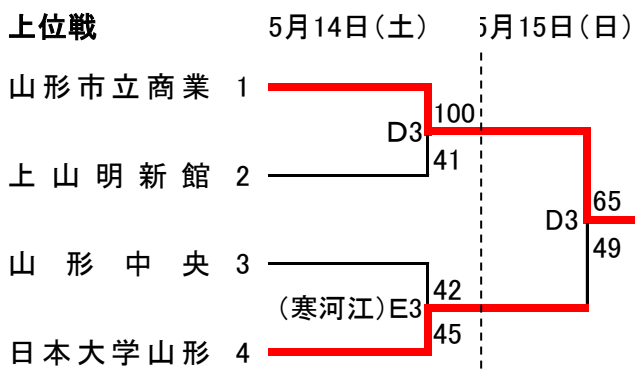 上位戦 5月14日(土) 5月15日(日)
山形市立商業 1
100
D3
41
上山明新館 2
65
D3
49
山形中央 3
42
(寒河江)E3
45
日本大学山形 4